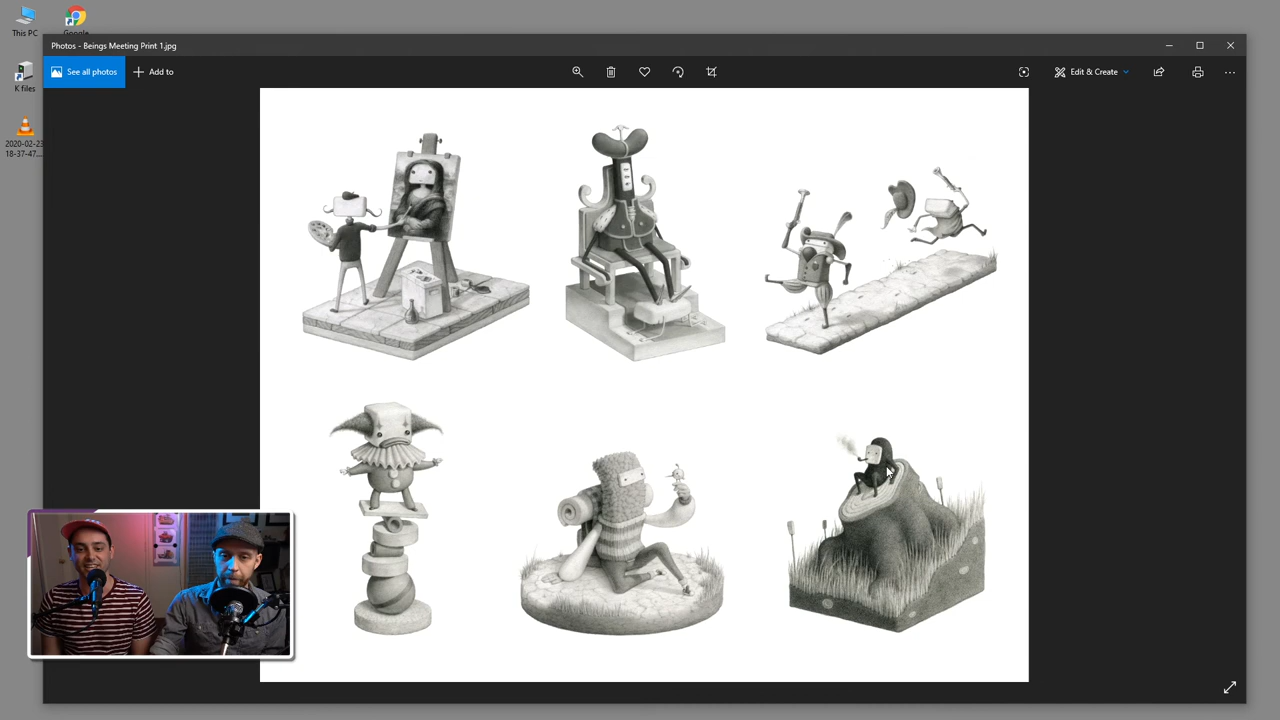 This PC
Google
Photos - Beings Meeting Print 1.jpg
See all photos
Add to
Edit & Create
K files
2020-02-23
18-37-47....